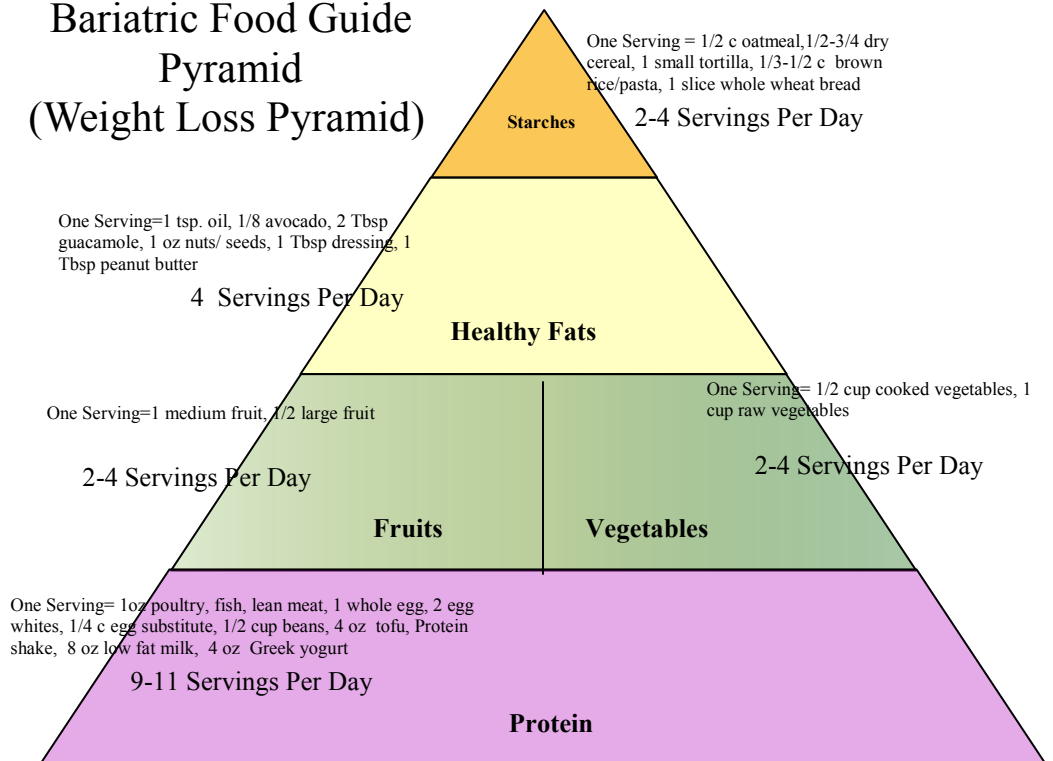 Bariatric Food Guide
Pyramid
(Weight Loss Pyramid)
One Serving = 1/2 c oatmeal,1/2-3/4 dry
cereal, 1 small tortilla, 1/3-1/2 c  brown
rice/pasta, 1 slice whole wheat bread
2-4 Servings Per Day
Starches
One Serving=1 tsp. oil, 1/8 avocado, 2 Tbsp
guacamole, 1 oz nuts/ seeds, 1 Tbsp dressing, 1
Tbsp peanut butter
4  Servings Per Day
Healthy Fats
One Serving=1 medium fruit, 1/2 large fruit
2-4 Servings Per Day
Fruits
One Serving= 1/2 cup cooked vegetables, 1
cup raw vegetables
2-4 Servings Per Day
Vegetables
One Serving= 1oz poultry, fish, lean meat, 1 whole egg, 2 egg
whites, 1/4 c egg substitute, 1/2 cup beans, 4 oz  tofu, Protein
shake,  8 oz low fat milk,  4 oz  Greek yogurt
9-11 Servings Per Day
Protein